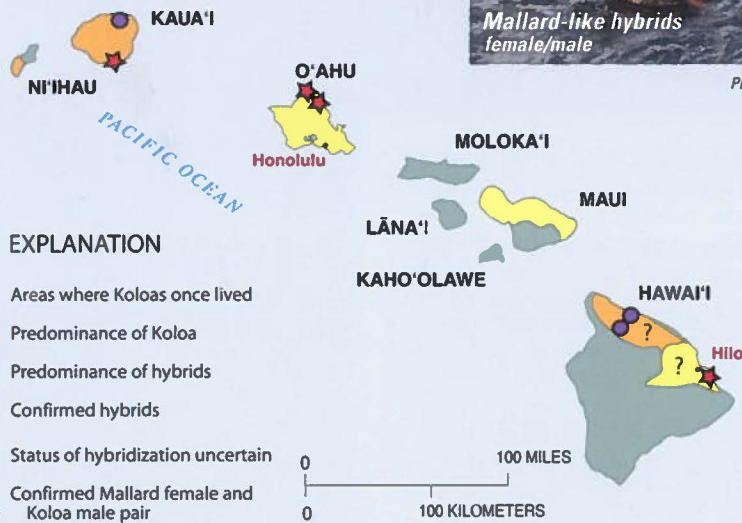 KAUA‘I
Mallard-like hybrids
female/male
NI‘IHAU
O‘AHU
PACIFIC OCEAN
Honolulu
MOLOKA‘I
LĀNA‘I
MAUI
KAHO‘OLAWE
HAWAI‘I
?
?
Hilo
EXPLANATION
Areas where Koloas once lived
Predominance of Koloa
Predominance of hybrids
Confirmed hybrids
Status of hybridization uncertain
Confirmed Mallard female and
Koloa male pair
0
100 MILES
0
100 KILOMETERS